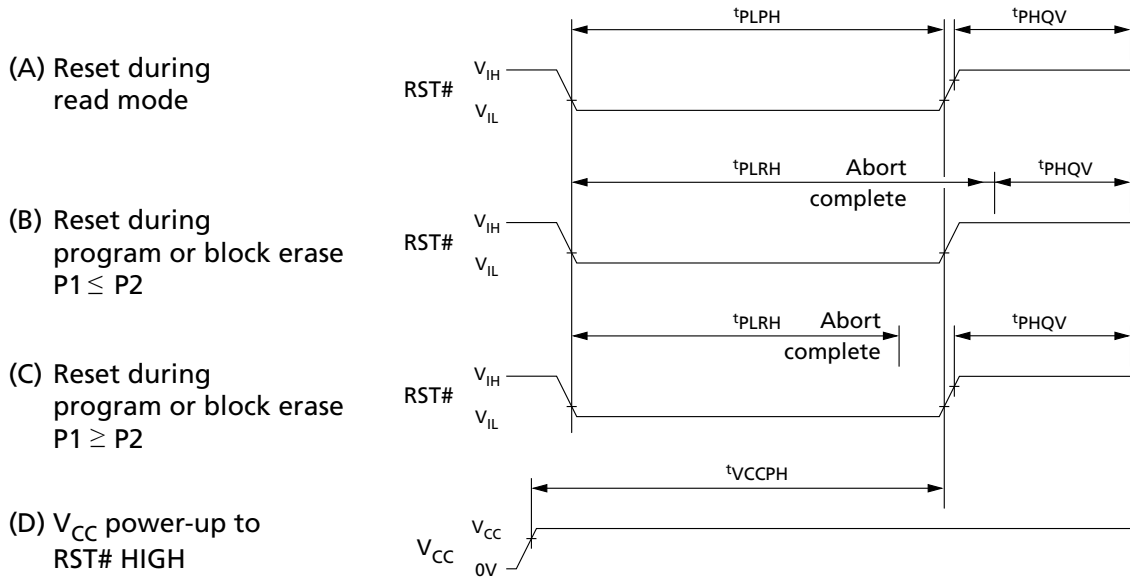 tPLPH
tPHQV
(A) Reset during
read mode
RST#
VIH
VIL
tPLRH
Abort
complete
tPHQV
(B) Reset during
program or block erase
P1 ≤ P2
RST#
VIH
VIL
tPLRH
Abort
complete
tPHQV
(C) Reset during
program or block erase
P1 ≥ P2
RST#
VIH
VIL
tVCCPH
(D) VCC power-up to
RST# HIGH
VCC
VCC
0V